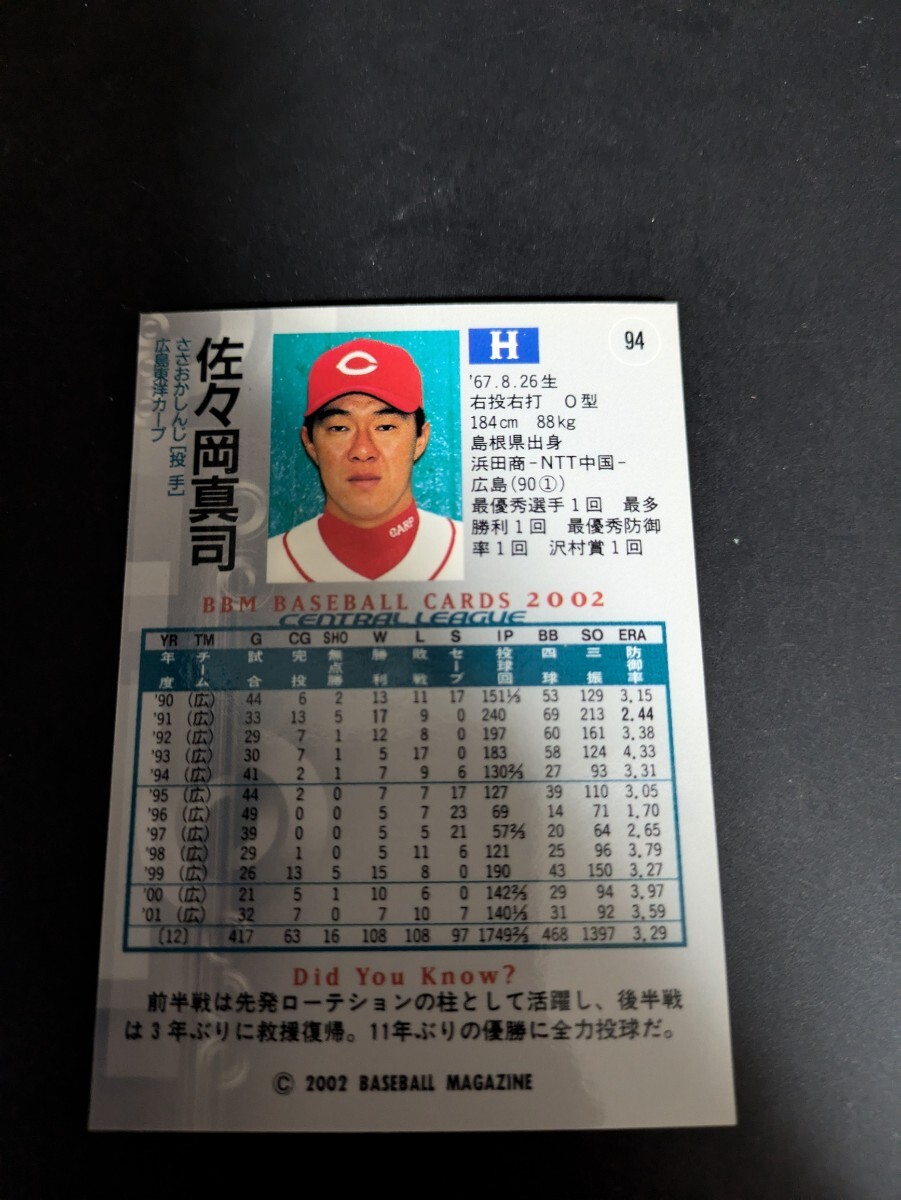 佐々岡真司
ささおかしんじ［投 手］
広島東洋カープ
C
CARP
H
94
'67.8.26生
右投右打 O型
184cm 88kg
島根県出身
浜田商-NTT中国-
広島(90①)
最優秀選手1回 最多
勝利1回 最優秀防御
率1回 沢村賞1回
BBM BASEBALL CARDS 2002
CENTRAL LEAGUE
YR TM G CG SHO W L S IP BB SO ERA
年度 チーム 試合 完投 無点勝 勝利 敗戦 セーブ 投球回 四球 三振 防御率
'90 (広) 44 6 2 13 11 17 151⅓ 53 129 3.15
'91 (広) 33 13 5 17 9 0 240 69 213 2.44
'92 (広) 29 7 1 12 8 0 197 60 161 3.38
'93 (広) 30 7 1 5 17 0 183 58 124 4.33
'94 (広) 41 2 1 7 9 6 130⅔ 27 93 3.31
'95 (広) 44 2 0 7 7 17 127 39 110 3.05
'96 (広) 49 0 0 5 7 23 69 14 71 1.70
'97 (広) 39 0 0 5 5 21 57⅔ 20 64 2.65
'98 (広) 29 1 0 5 11 6 121 25 96 3.79
'99 (広) 26 13 5 15 8 0 190 43 150 3.27
'00 (広) 21 5 1 10 6 0 142⅔ 29 94 3.97
'01 (広) 32 7 0 7 10 7 140⅓ 31 92 3.59
〔12〕 417 63 16 108 108 97 1749⅔ 468 1397 3.29
Did You Know?
前半戦は先発ローテションの柱として活躍し、後半戦
は3年ぶりに救援復帰。11年ぶりの優勝に全力投球だ。
© 2002 BASEBALL MAGAZINE